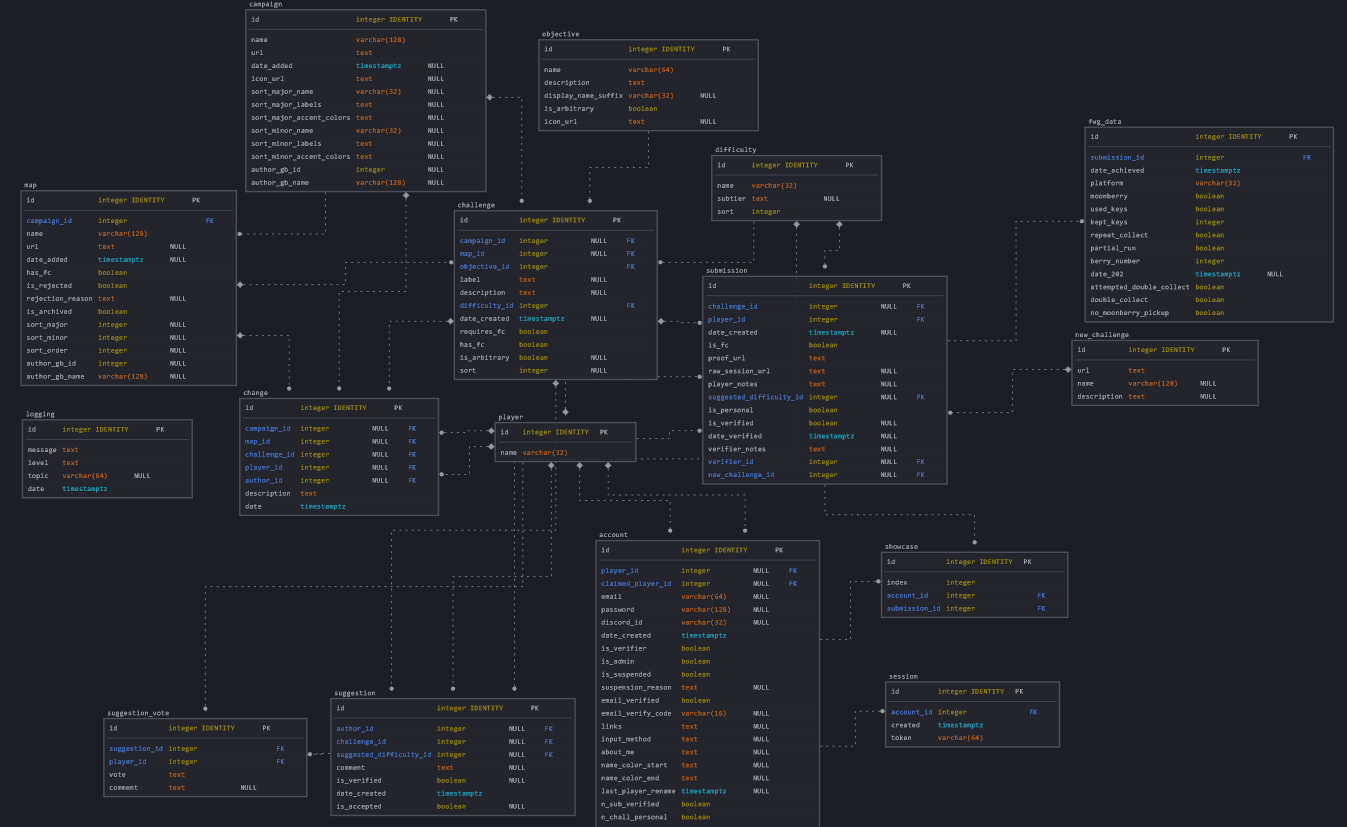 campaign
id integer IDENTITY PK
name varchar(128)
url text
date_added timestamptz NULL
icon_url text NULL
sort_major_name varchar(32) NULL
sort_major_labels text NULL
sort_major_accent_colors text NULL
sort_minor_name varchar(32) NULL
sort_minor_labels text NULL
sort_minor_accent_colors text NULL
author_gb_id integer NULL
author_gb_name varchar(128) NULL
objective
id integer IDENTITY PK
name varchar(64)
description text
display_name_suffix varchar(32) NULL
is_arbitrary boolean
icon_url text NULL
difficulty
id integer IDENTITY PK
name varchar(32)
subtier text NULL
sort integer
fwg_data
id integer IDENTITY PK
submission_id integer FK
date_achieved timestamptz
platform varchar(32)
moonberry boolean
used_keys boolean
kept_keys integer
repeat_collect boolean
partial_run boolean
berry_number integer
date_202 timestamptz NULL
attempted_double_collect boolean
double_collect boolean
no_moonberry_pickup boolean
map
id integer IDENTITY PK
campaign_id integer FK
name varchar(128)
url text NULL
date_added timestamptz NULL
has_fc boolean
is_rejected boolean
rejection_reason text NULL
is_archived boolean
sort_major integer NULL
sort_minor integer NULL
sort_order integer NULL
author_gb_id integer NULL
author_gb_name varchar(128) NULL
challenge
id integer IDENTITY PK
campaign_id integer NULL FK
map_id integer NULL FK
objective_id integer FK
label text NULL
description text NULL
difficulty_id integer FK
date_created timestamptz NULL
requires_fc boolean
has_fc boolean
is_arbitrary boolean NULL
sort integer NULL
submission
id integer IDENTITY PK
challenge_id integer NULL FK
player_id integer FK
date_created timestamptz NULL
is_fc boolean
proof_url text
raw_session_url text NULL
player_notes text NULL
suggested_difficulty_id integer NULL FK
is_personal boolean
is_verified boolean NULL
date_verified timestamptz NULL
verifier_notes text NULL
verifier_id integer NULL FK
new_challenge_id integer NULL FK
new_challenge
id integer IDENTITY PK
url text
name varchar(128) NULL
description text NULL
change
id integer IDENTITY PK
campaign_id integer NULL FK
map_id integer NULL FK
challenge_id integer NULL FK
player_id integer NULL FK
author_id integer NULL FK
description text
date timestamptz
logging
id integer IDENTITY PK
message text
level text
topic varchar(64) NULL
date timestamptz
player
id integer IDENTITY PK
name varchar(32)
account
id integer IDENTITY PK
player_id integer NULL FK
claimed_player_id integer NULL FK
email varchar(64) NULL
password varchar(128) NULL
discord_id varchar(32) NULL
date_created timestamptz
is_verifier boolean
is_admin boolean
is_suspended boolean
suspension_reason text NULL
email_verified boolean
email_verify_code varchar(16) NULL
links text NULL
input_method text NULL
about_me text NULL
name_color_start text NULL
name_color_end text NULL
last_player_rename timestamptz NULL
n_sub_verified boolean
n_chall_personal boolean
showcase
id integer IDENTITY PK
index integer
account_id integer FK
submission_id integer FK
session
id integer IDENTITY PK
account_id integer FK
created timestamptz
token varchar(64)
suggestion
id integer IDENTITY PK
author_id integer NULL FK
challenge_id integer NULL FK
suggested_difficulty_id integer NULL FK
comment text NULL
is_verified boolean NULL
date_created timestamptz
is_accepted boolean NULL
suggestion_vote
id integer IDENTITY PK
suggestion_id integer FK
player_id integer FK
vote text
comment text NULL